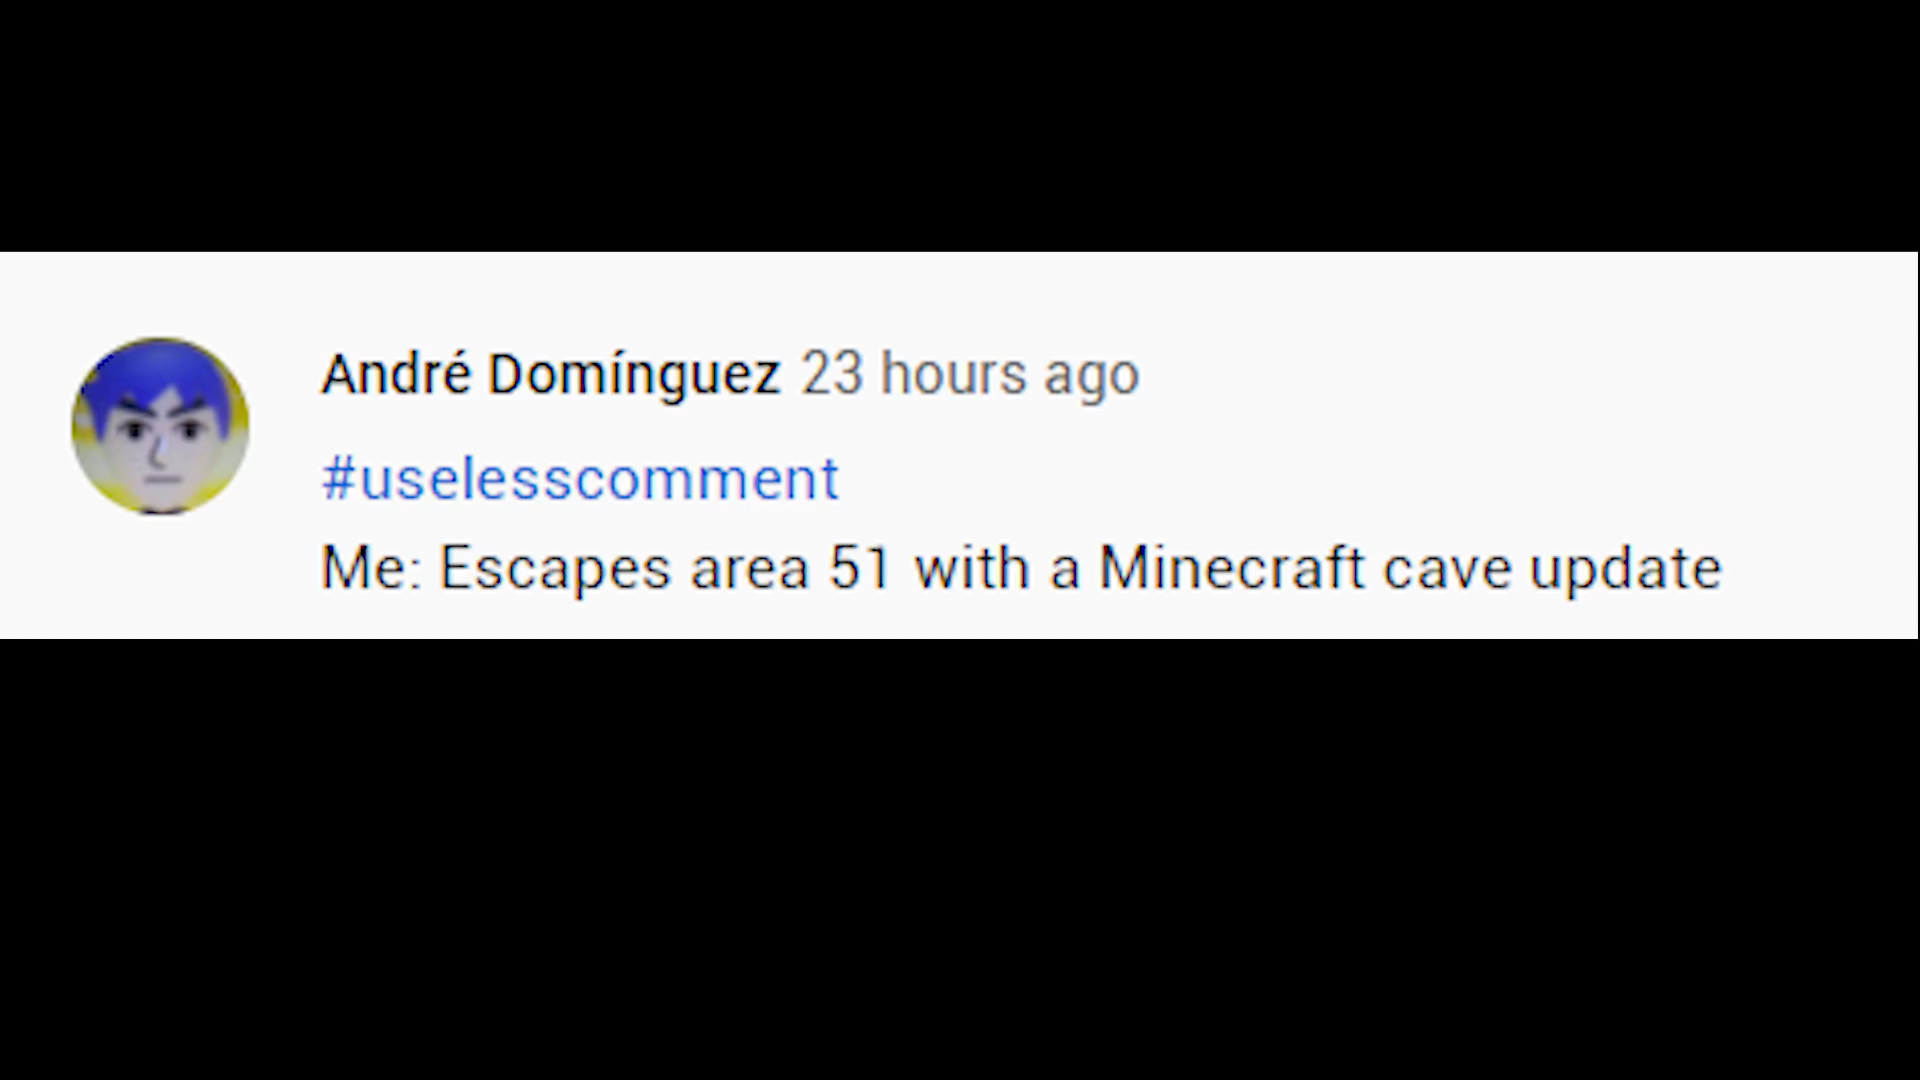 André Domínguez 23 hours ago
#uselesscomment
Me: Escapes area 51 with a Minecraft cave update